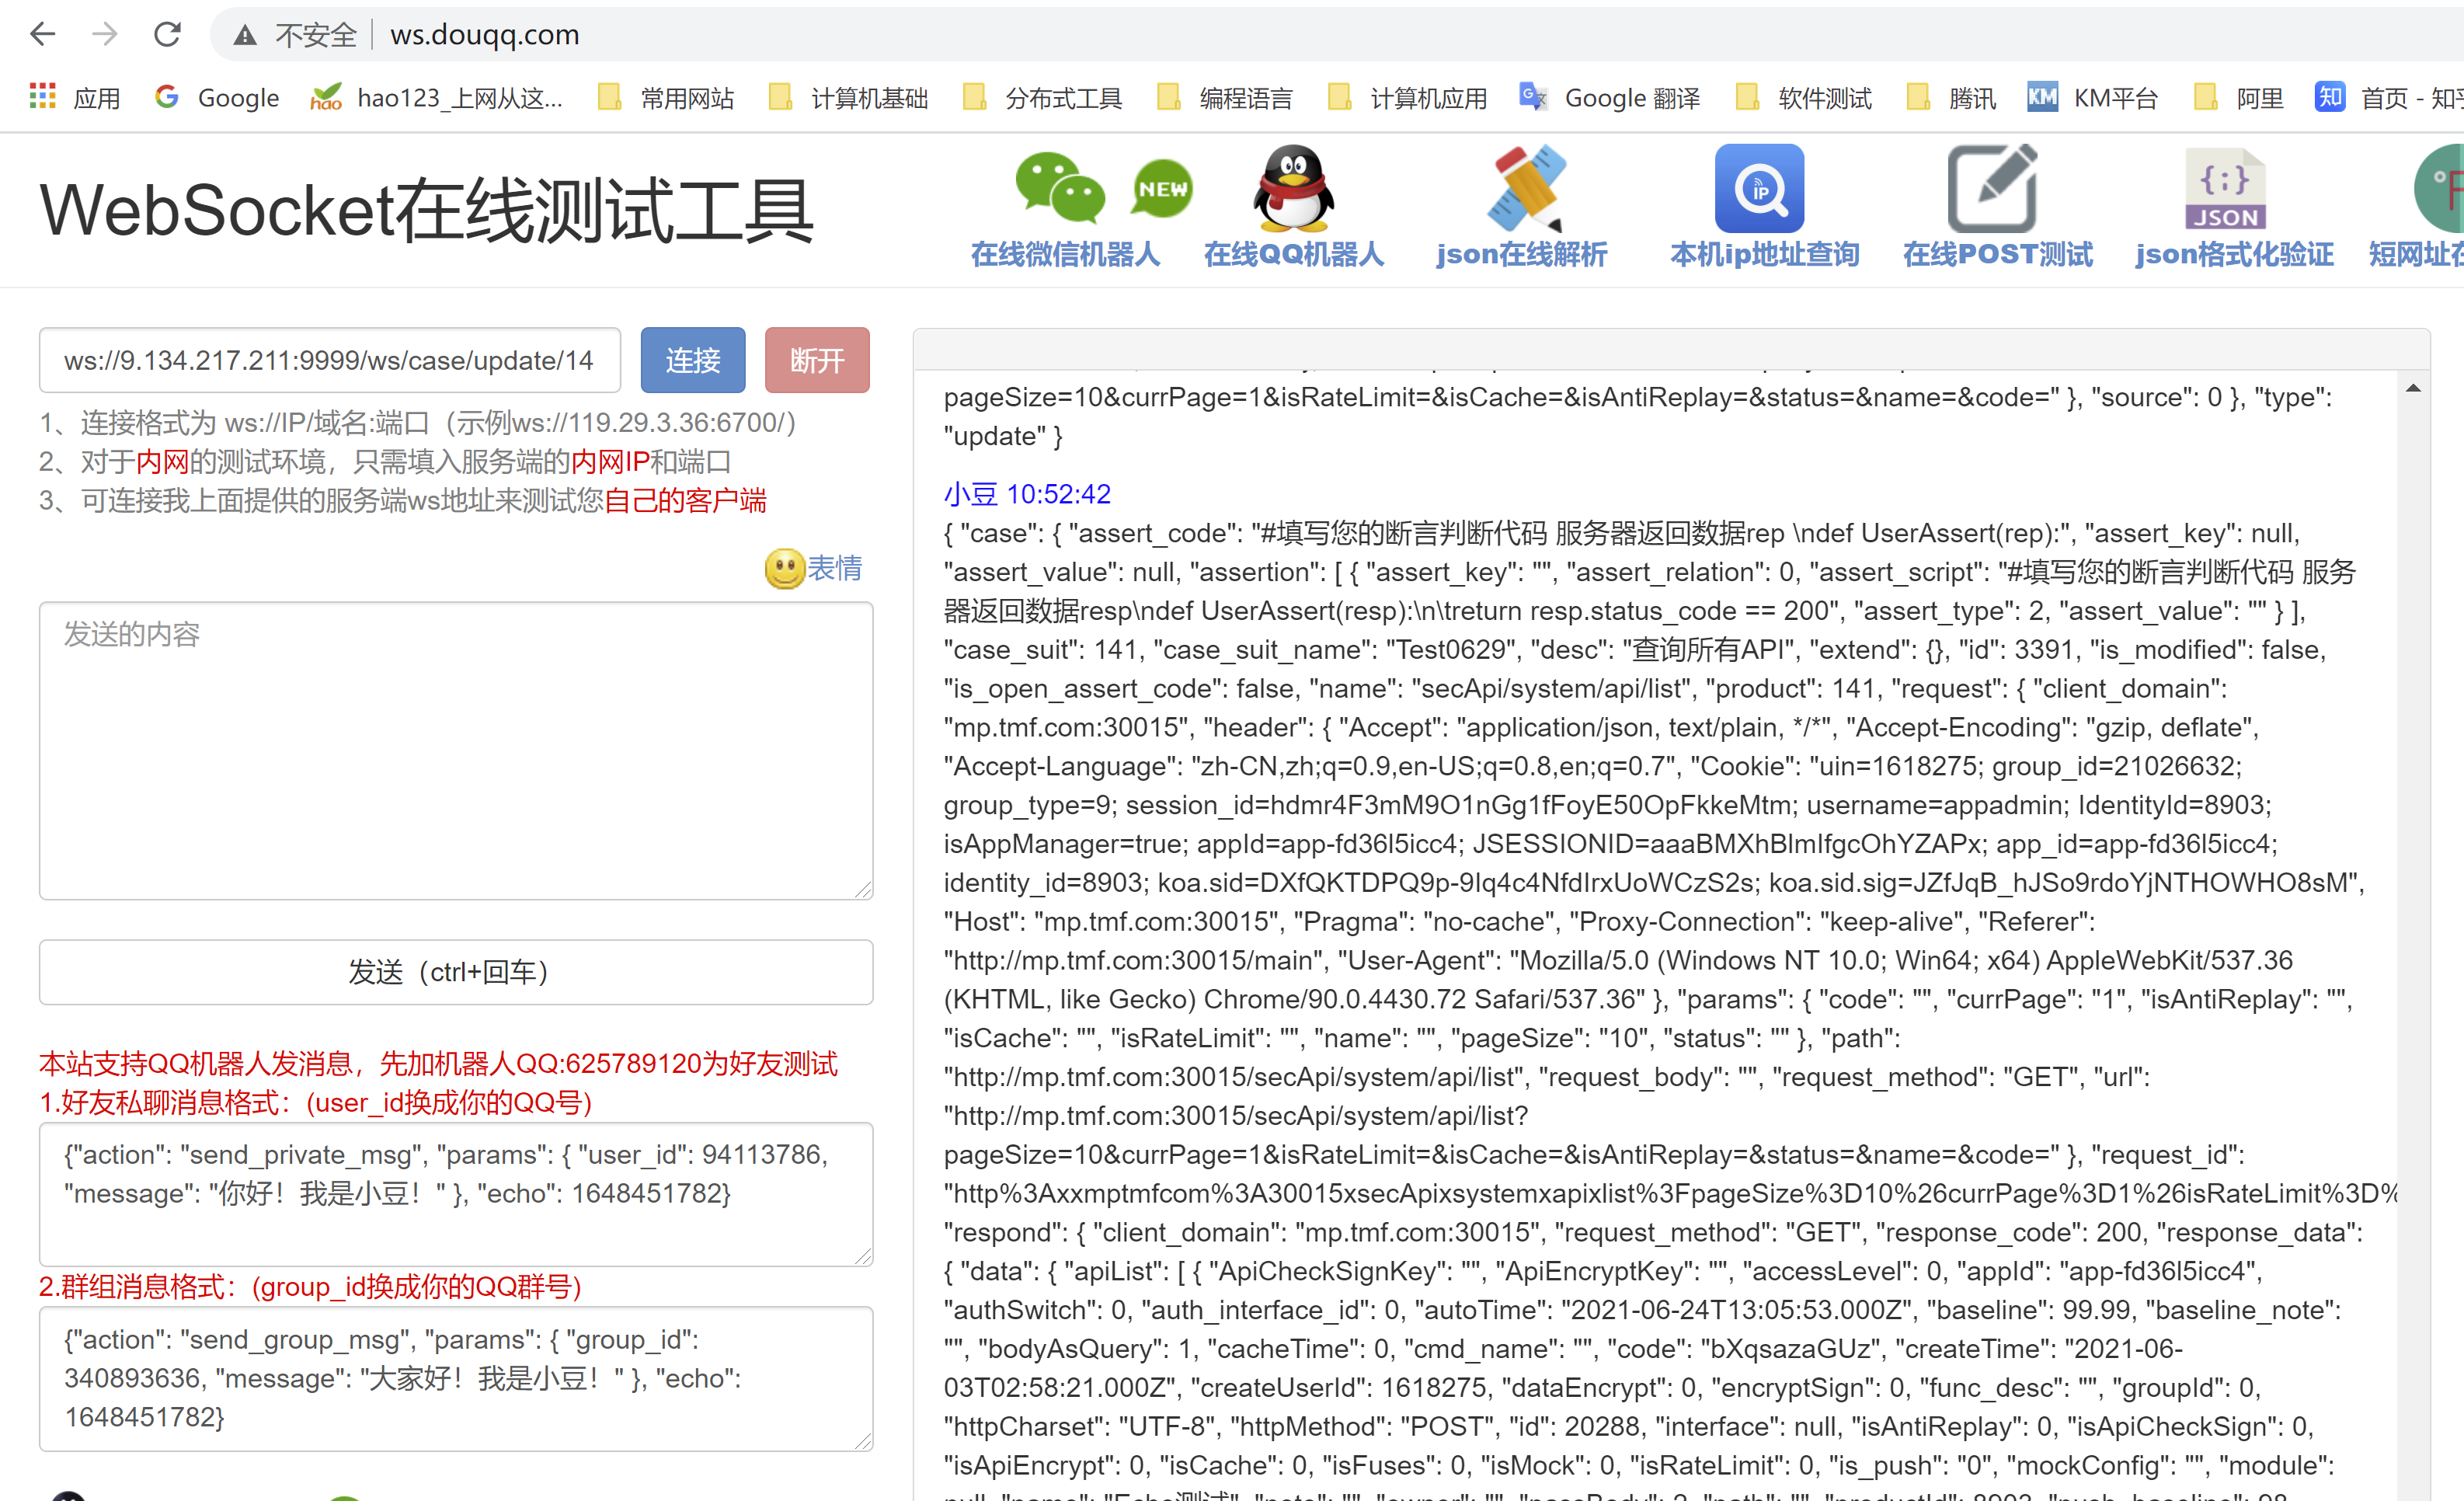 不安全 ws.douqq.com
应用 Google hao123_上网从这... 常用网站 计算机基础 分布式工具 编程语言 计算机应用 Google 翻译 软件测试 腾讯 KM KM平台 阿里 知 首页 - 知乎
WebSocket在线测试工具
NEW IP {:} JSON
在线微信机器人 在线QQ机器人 json在线解析 本机ip地址查询 在线POST测试 json格式化验证 短网址在
ws://9.134.217.211:9999/ws/case/update/14 连接 断开
1、连接格式为 ws://IP/域名:端口（示例ws://119.29.3.36:6700/）
2、对于内网的测试环境，只需填入服务端的内网IP和端口
3、可连接我上面提供的服务端ws地址来测试您自己的客户端
表情
发送的内容
发送（ctrl+回车）
本站支持QQ机器人发消息，先加机器人QQ:625789120为好友测试
1.好友私聊消息格式：(user_id换成你的QQ号)
{"action": "send_private_msg", "params": { "user_id": 94113786,
"message": "你好！我是小豆！" }, "echo": 1648451782}
2.群组消息格式：(group_id换成你的QQ群号)
{"action": "send_group_msg", "params": { "group_id":
340893636, "message": "大家好！我是小豆！" }, "echo":
1648451782}
pageSize=10&currPage=1&isRateLimit=&isCache=&isAntiReplay=&status=&name=&code=" }, "source": 0 }, "type":
"update" }
小豆 10:52:42
{ "case": { "assert_code": "#填写您的断言判断代码 服务器返回数据rep \ndef UserAssert(rep):", "assert_key": null,
"assert_value": null, "assertion": [ { "assert_key": "", "assert_relation": 0, "assert_script": "#填写您的断言判断代码 服务
器返回数据resp\ndef UserAssert(resp):\n\treturn resp.status_code == 200", "assert_type": 2, "assert_value": "" } ],
"case_suit": 141, "case_suit_name": "Test0629", "desc": "查询所有API", "extend": {}, "id": 3391, "is_modified": false,
"is_open_assert_code": false, "name": "secApi/system/api/list", "product": 141, "request": { "client_domain":
"mp.tmf.com:30015", "header": { "Accept": "application/json, text/plain, */*", "Accept-Encoding": "gzip, deflate",
"Accept-Language": "zh-CN,zh;q=0.9,en-US;q=0.8,en;q=0.7", "Cookie": "uin=1618275; group_id=21026632;
group_type=9; session_id=hdmr4F3mM9O1nGg1fFoyE50OpFkkeMtm; username=appadmin; IdentityId=8903;
isAppManager=true; appId=app-fd36l5icc4; JSESSIONID=aaaBMXhBlmIfgcOhYZAPx; app_id=app-fd36l5icc4;
identity_id=8903; koa.sid=DXfQKTDPQ9p-9Iq4c4NfdIrxUoWCzS2s; koa.sid.sig=JZfJqB_hJSo9rdoYjNTHOWHO8sM",
"Host": "mp.tmf.com:30015", "Pragma": "no-cache", "Proxy-Connection": "keep-alive", "Referer":
"http://mp.tmf.com:30015/main", "User-Agent": "Mozilla/5.0 (Windows NT 10.0; Win64; x64) AppleWebKit/537.36
(KHTML, like Gecko) Chrome/90.0.4430.72 Safari/537.36" }, "params": { "code": "", "currPage": "1", "isAntiReplay": "",
"isCache": "", "isRateLimit": "", "name": "", "pageSize": "10", "status": "" }, "path":
"http://mp.tmf.com:30015/secApi/system/api/list", "request_body": "", "request_method": "GET", "url":
"http://mp.tmf.com:30015/secApi/system/api/list?
pageSize=10&currPage=1&isRateLimit=&isCache=&isAntiReplay=&status=&name=&code=" }, "request_id":
"http%3Axxmptmfcom%3A30015xsecApixsystemxapixlist%3FpageSize%3D10%26currPage%3D1%26isRateLimit%3D%
"respond": { "client_domain": "mp.tmf.com:30015", "request_method": "GET", "response_code": 200, "response_data":
{ "data": { "apiList": [ { "ApiCheckSignKey": "", "ApiEncryptKey": "", "accessLevel": 0, "appId": "app-fd36l5icc4",
"authSwitch": 0, "auth_interface_id": 0, "autoTime": "2021-06-24T13:05:53.000Z", "baseline": 99.99, "baseline_note":
"", "bodyAsQuery": 1, "cacheTime": 0, "cmd_name": "", "code": "bXqsazaGUz", "createTime": "2021-06-
03T02:58:21.000Z", "createUserId": 1618275, "dataEncrypt": 0, "encryptSign": 0, "func_desc": "", "groupId": 0,
"httpCharset": "UTF-8", "httpMethod": "POST", "id": 20288, "interface": null, "isAntiReplay": 0, "isApiCheckSign": 0,
"isApiEncrypt": 0, "isCache": 0, "isFuses": 0, "isMock": 0, "isRateLimit": 0, "is_push": "0", "mockConfig": "", "module":